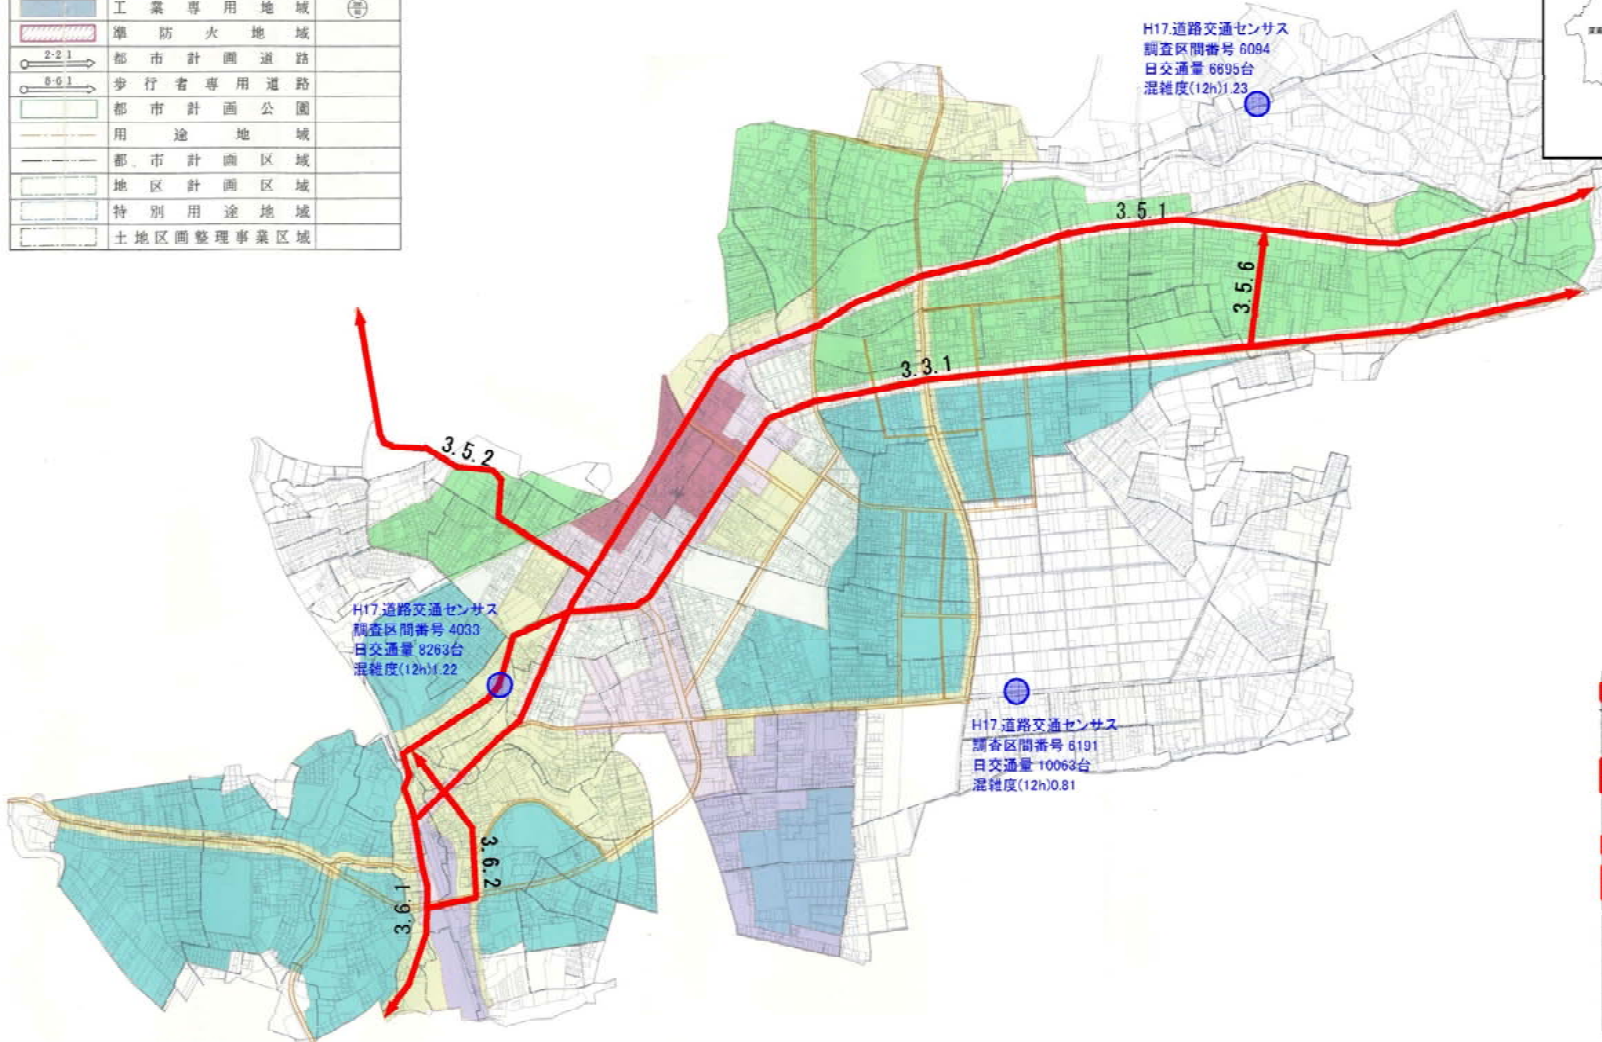 工業専用地域
準防火地域
2・2・1 都市計画道路
8・6・1 歩行者専用道路
都市計画公園
用途地域
都市計画区域
地区計画区域
特別用途地域
土地区画整理事業区域
H17.道路交通センサス
調査区間番号 6094
日交通量 6695台
混雑度(12h)1.23
3.5.1
3.5.6
3.3.1
3.5.2
H17.道路交通センサス
調査区間番号 4033
日交通量 8263台
混雑度(12h)1.22
H17.道路交通センサス
調査区間番号 6191
日交通量 10063台
混雑度(12h)0.81
3.6.2
3.6.1